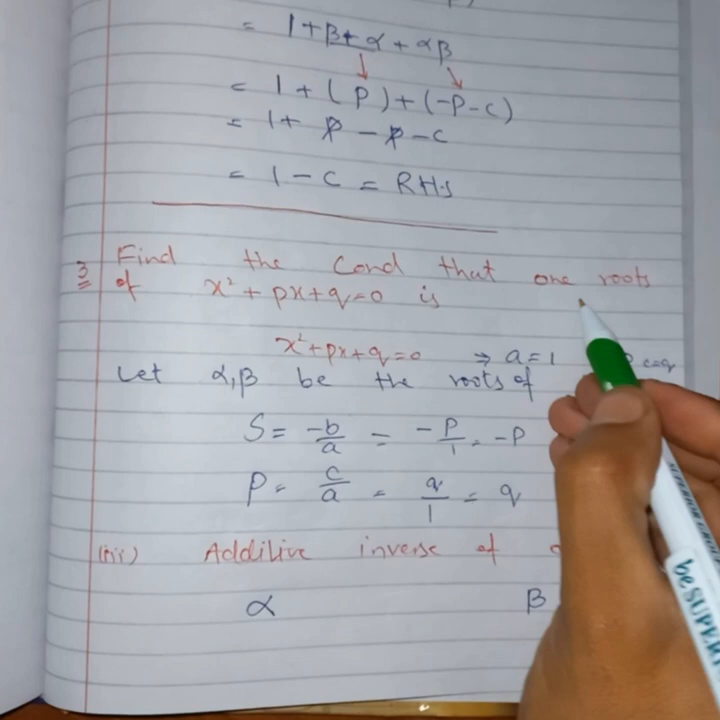 = 1+β+α+αβ
= 1+(P)+(-P-C)
= 1+P-P-C
= 1-C = RHS
3 Find the Cond that one roots
of x²+px+q=0 is
x²+px+q=0 ⇒ a=1 c=q
Let α,β be the roots of
S = -b/a = -P/1 = -P
P = c/a = q/1 = q
(iii) Additive inverse of
α β
beSUPER